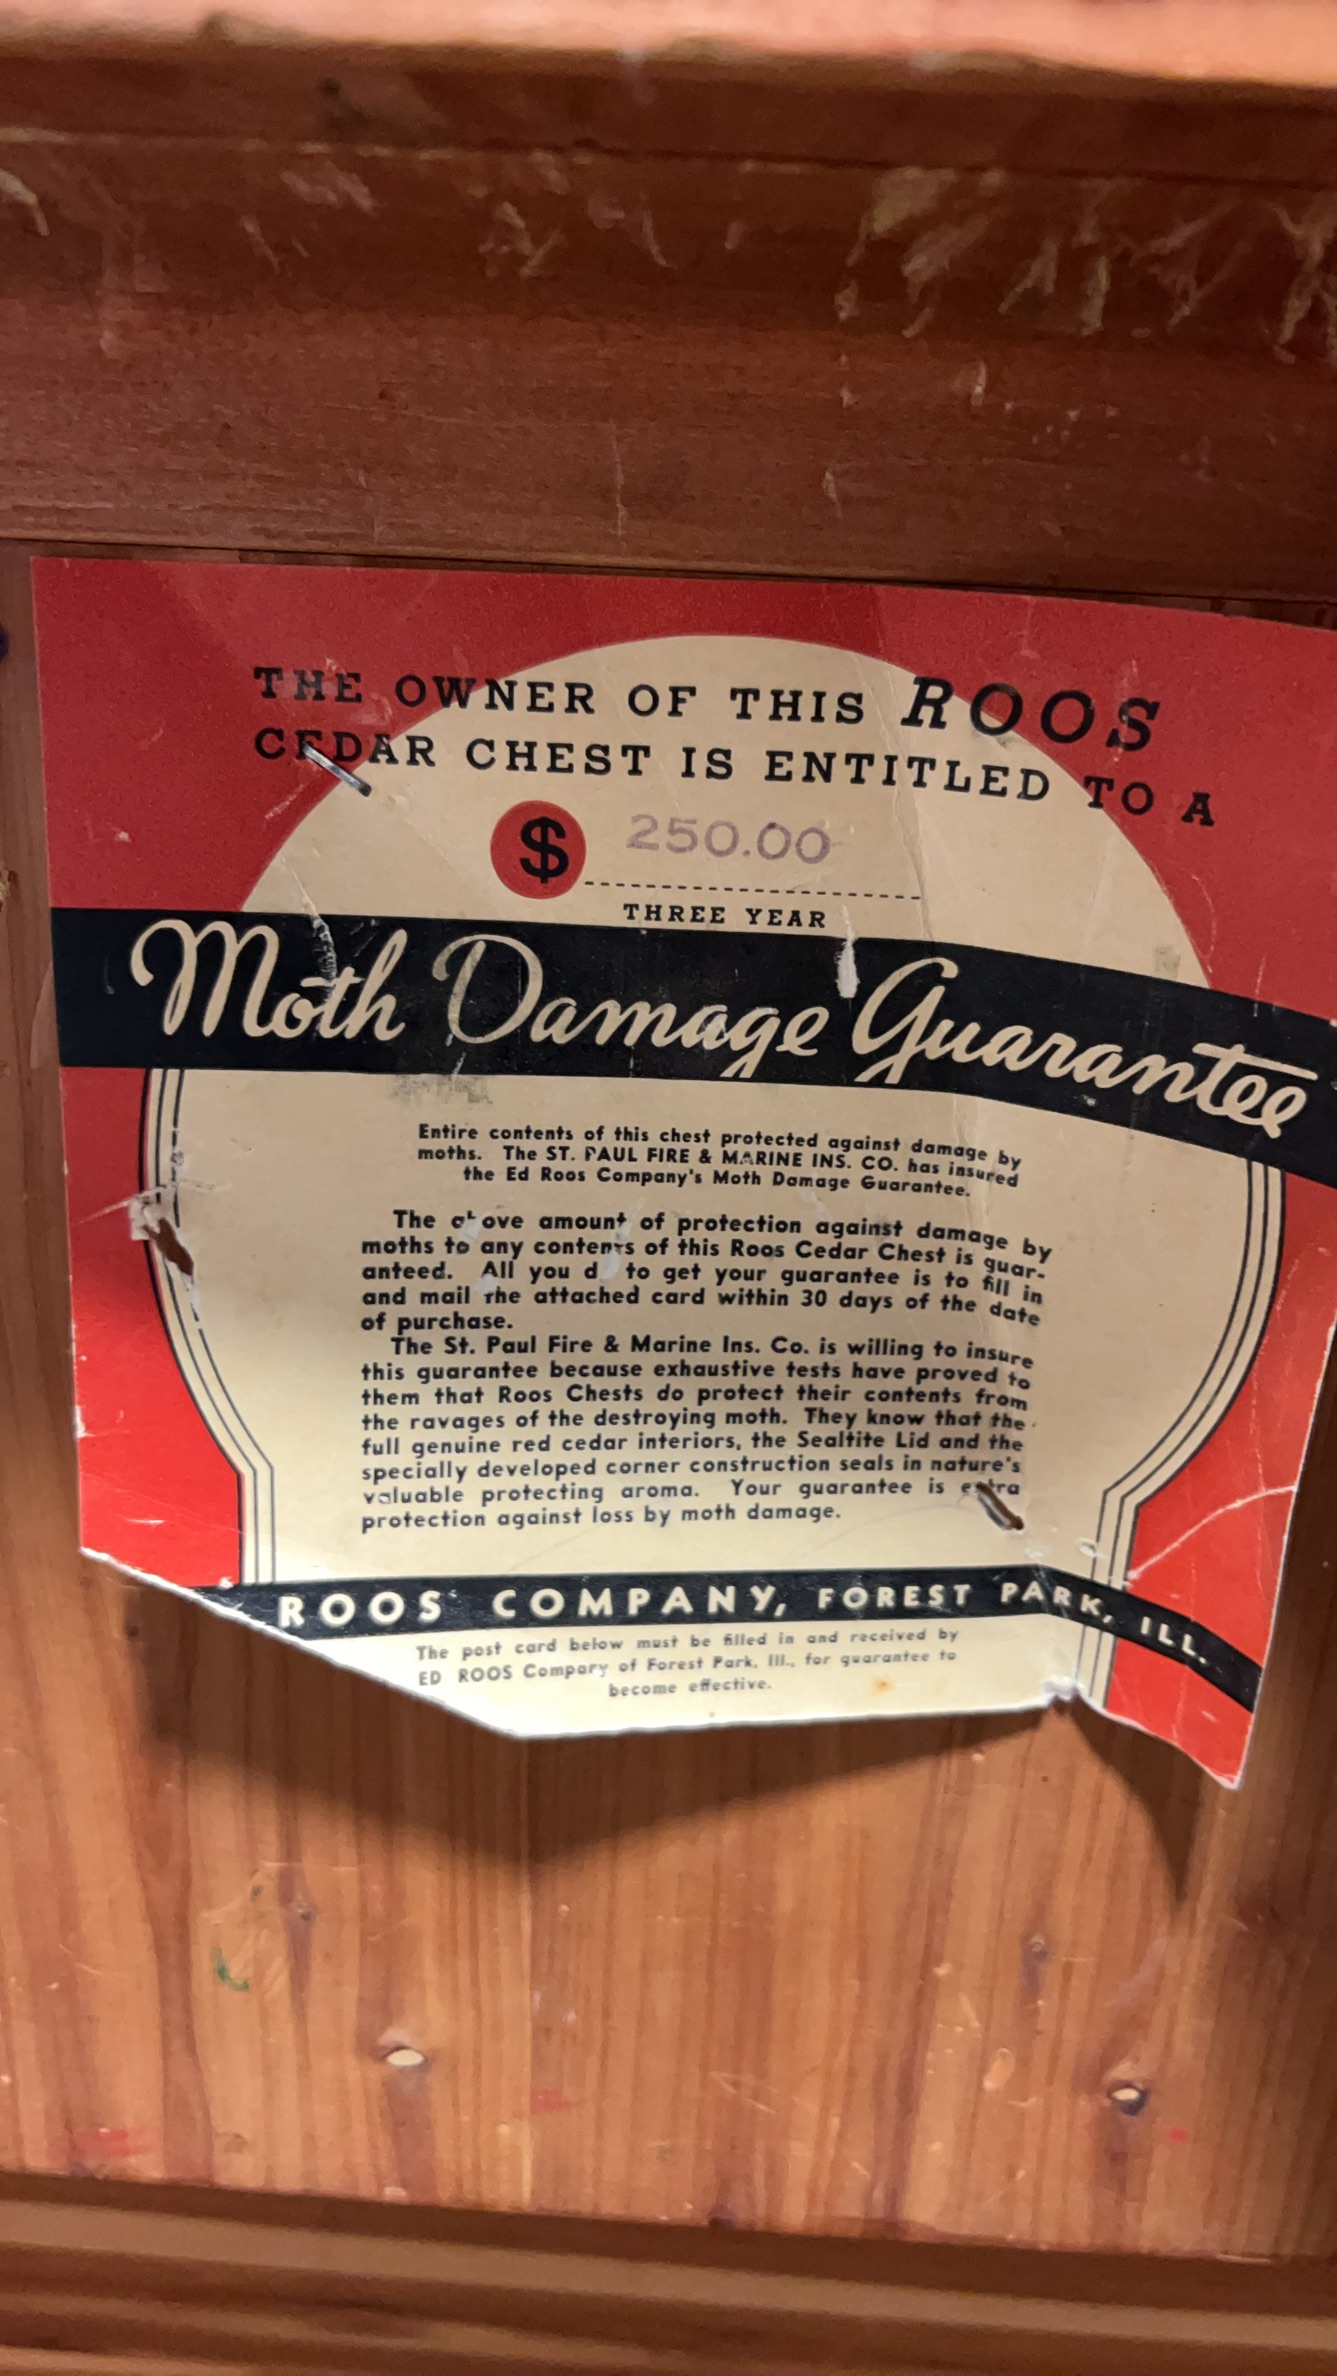 THE OWNER OF THIS ROOS
CEDAR CHEST IS ENTITLED TO A
$ 250.00
THREE YEAR
Moth Damage Guarantee
Entire contents of this chest protected against damage by
moths. The ST. PAUL FIRE & MARINE INS. CO. has insured
the Ed Roos Company's Moth Damage Guarantee.
The above amount of protection against damage by
moths to any contents of this Roos Cedar Chest is guar-
anteed. All you d to get your guarantee is to fill in
and mail the attached card within 30 days of the date
of purchase.
The St. Paul Fire & Marine Ins. Co. is willing to insure
this guarantee because exhaustive tests have proved to
them that Roos Chests do protect their contents from
the ravages of the destroying moth. They know that the
full genuine red cedar interiors, the Sealtite Lid and the
specially developed corner construction seals in nature's
valuable protecting aroma. Your guarantee is extra
protection against loss by moth damage.
ROOS COMPANY, FOREST PARK, ILL.
The post card below must be filled in and received by
ED ROOS Company of Forest Park, Ill., for guarantee to
become effective.